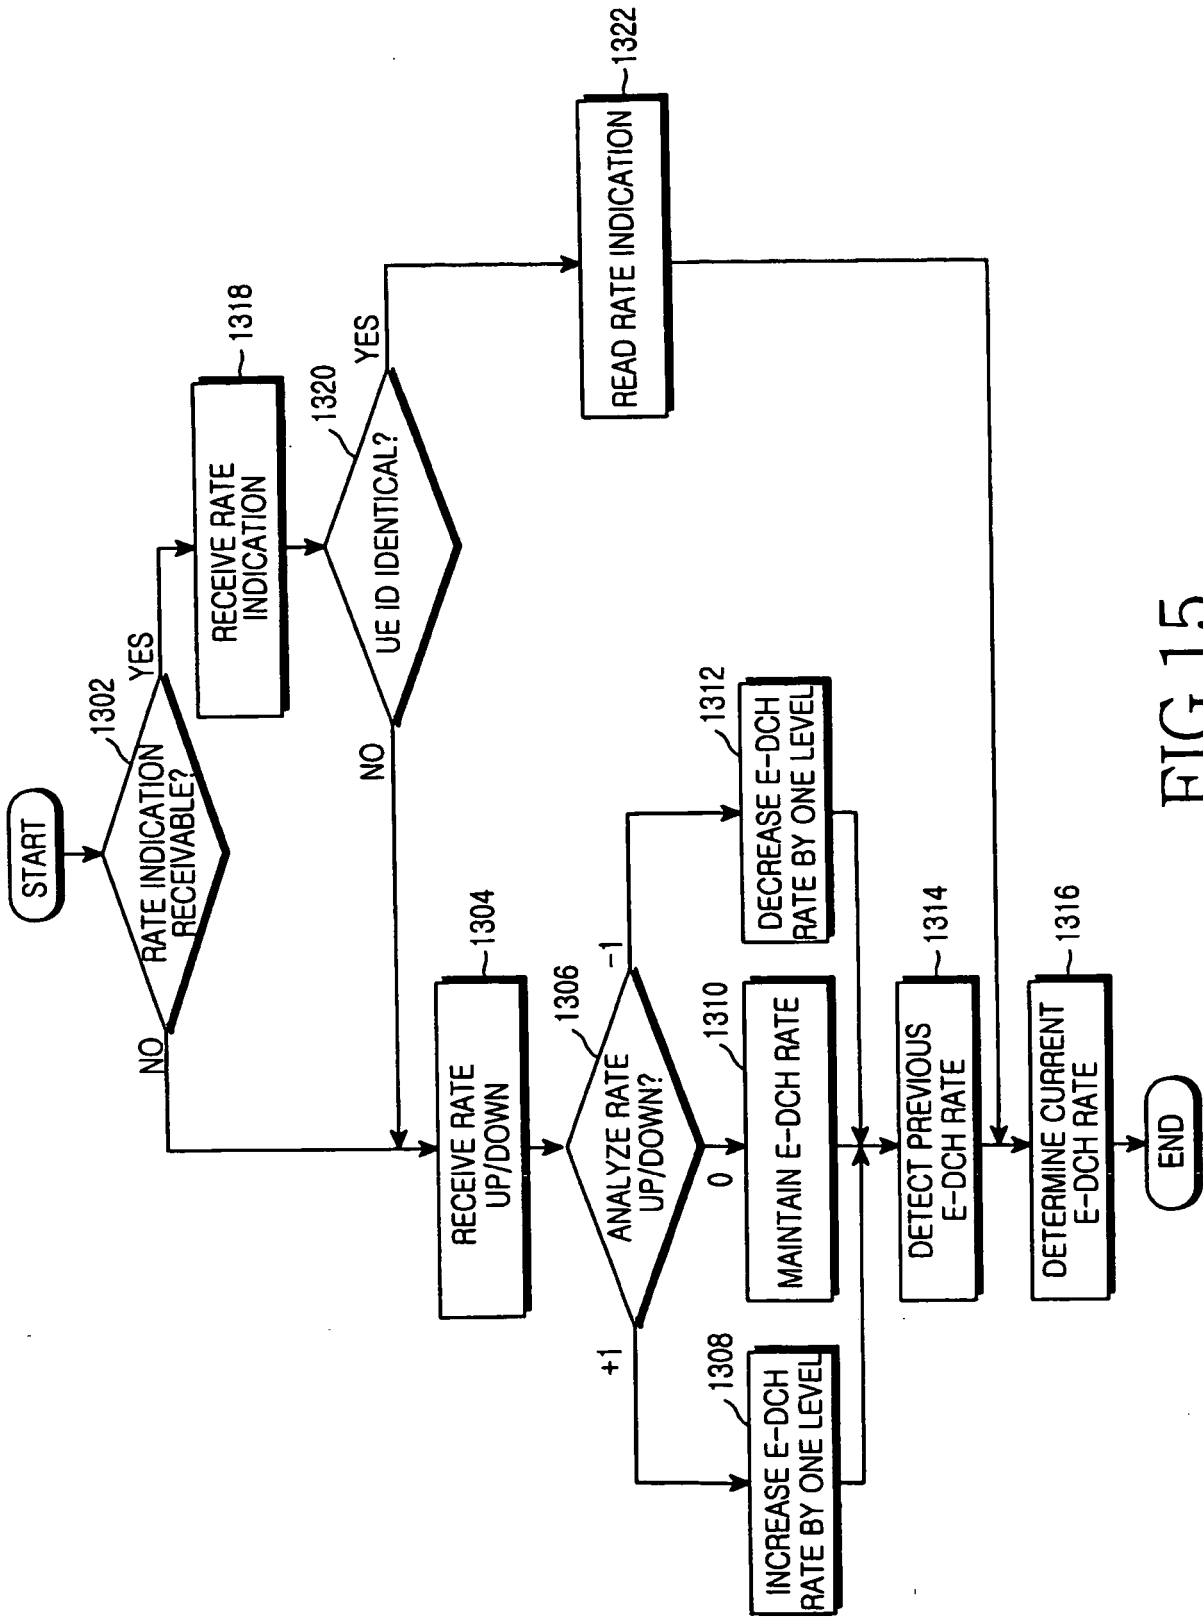 START
RATE INDICATION
RECEIVABLE?
1302
NO
YES
RECEIVE RATE
INDICATION
1318
UE ID IDENTICAL?
1320
NO
YES
RECEIVE RATE
UP/DOWN
1304
ANALYZE RATE
UP/DOWN?
1306
+1
0
-1
READ RATE INDICATION
1322
INCREASE E-DCH
RATE BY ONE LEVEL
1308
MAINTAIN E-DCH RATE
1310
DECREASE E-DCH
RATE BY ONE LEVEL
1312
DETECT PREVIOUS
E-DCH RATE
1314
DETERMINE CURRENT
E-DCH RATE
1316
END
FIG.15